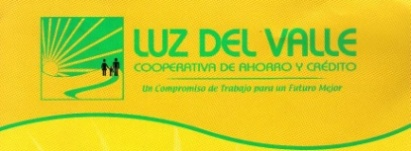 LUZ DEL VALLE
COOPERATIVA DE AHORRO Y CRÉDITO
Un Compromiso de Trabajo para un Futuro Mejor